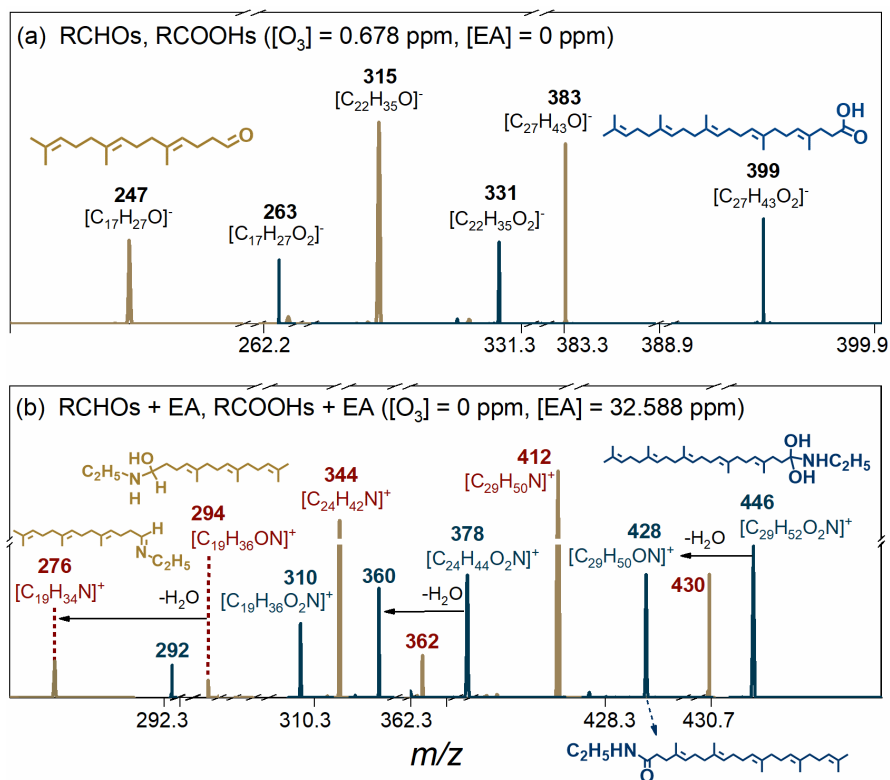 (a) RCHOs, RCOOHs ([O₃] = 0.678 ppm, [EA] = 0 ppm)
315
[C₂₂H₃₅O]⁻
383
[C₂₇H₄₃O]⁻
OH
O
O
247
[C₁₇H₂₇O]⁻
263
[C₁₇H₂₇O₂]⁻
331
[C₂₂H₃₅O₂]⁻
399
[C₂₇H₄₃O₂]⁻
262.2
331.3
383.3
388.9
399.9
(b) RCHOs + EA, RCOOHs + EA ([O₃] = 0 ppm, [EA] = 32.588 ppm)
HO
C₂H₅
N
H
H
344
[C₂₄H₄₂N]⁺
412
[C₂₉H₅₀N]⁺
OH
NHC₂H₅
OH
H
N
C₂H₅
294
[C₁₉H₃₆ON]⁺
276
[C₁₉H₃₄N]⁺
-H₂O
292
310
[C₁₉H₃₆O₂N]⁺
360
-H₂O
378
[C₂₄H₄₄O₂N]⁺
362
428
[C₂₉H₅₀ON]⁺
-H₂O
446
[C₂₉H₅₂O₂N]⁺
430
292.3
310.3
362.3
428.3
430.7
m/z
C₂H₅HN
O